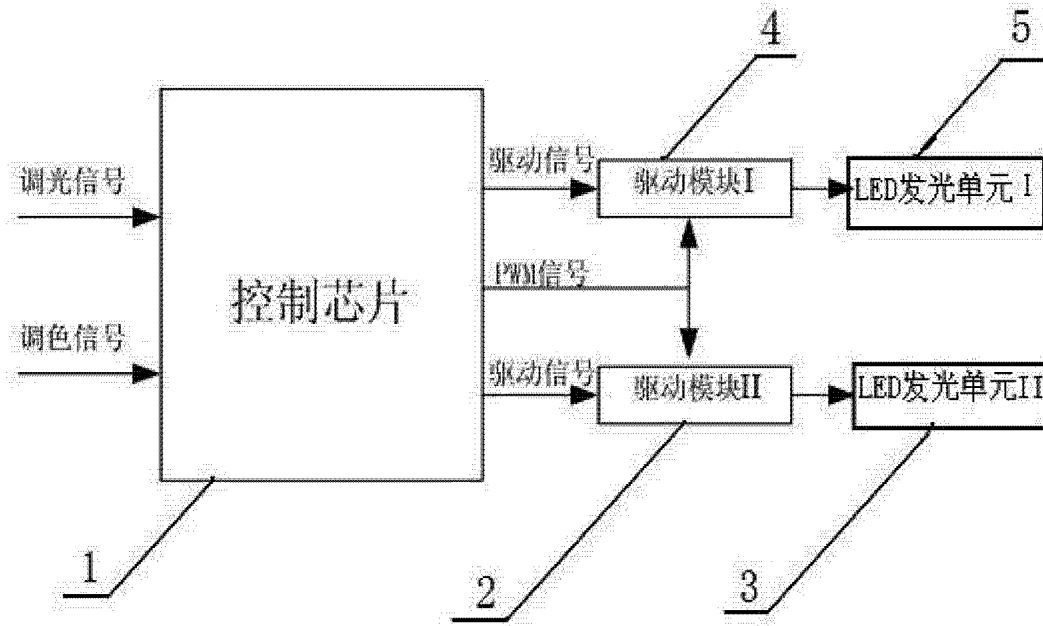 4
5
调光信号
驱动信号
驱动模块I
LED发光单元I
PWM信号
控制芯片
调色信号
驱动信号
驱动模块II
LED发光单元II
1
2
3